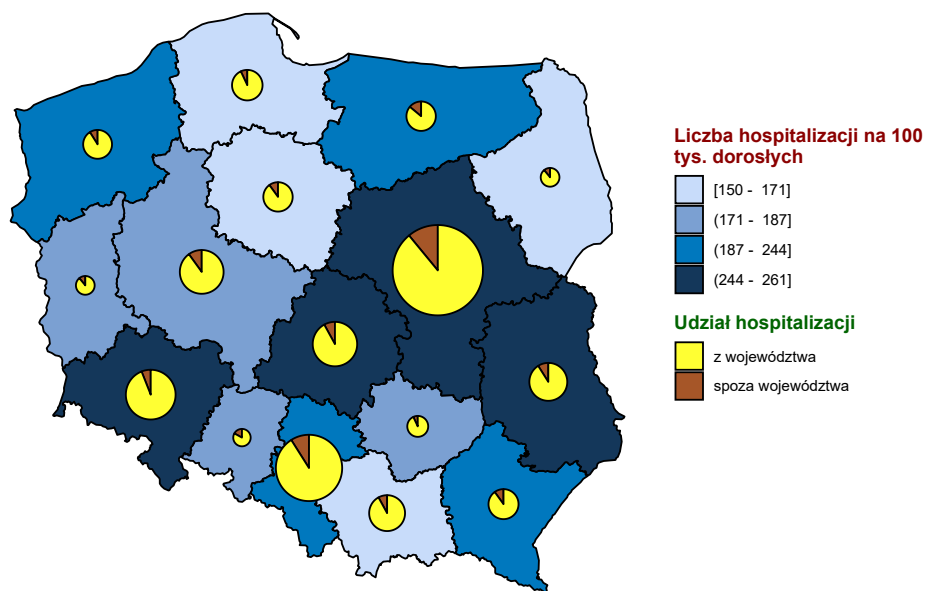 Liczba hospitalizacji na 100
tys. dorosłych
[150 - 171]
(171 - 187]
(187 - 244]
(244 - 261]
Udział hospitalizacji
z województwa
spoza województwa